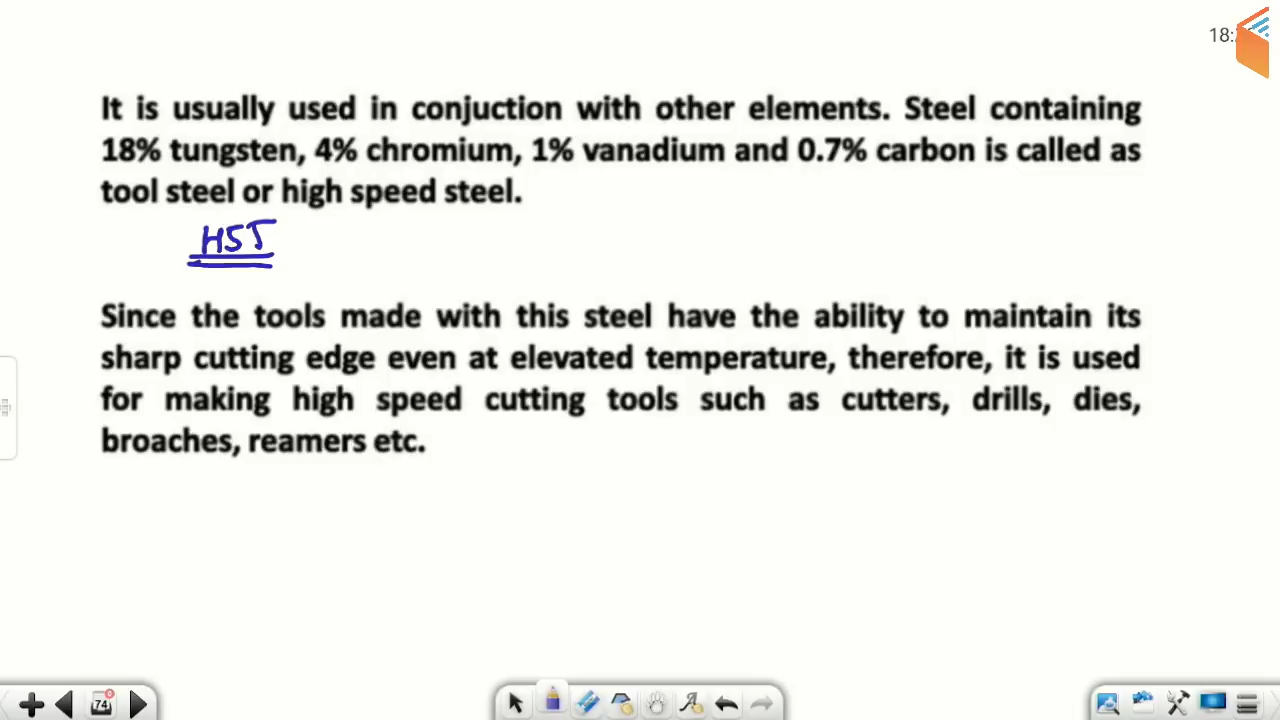 18:
It is usually used in conjuction with other elements. Steel containing
18% tungsten, 4% chromium, 1% vanadium and 0.7% carbon is called as
tool steel or high speed steel.
HST
Since the tools made with this steel have the ability to maintain its
sharp cutting edge even at elevated temperature, therefore, it is used
for making high speed cutting tools such as cutters, drills, dies,
broaches, reamers etc.
74